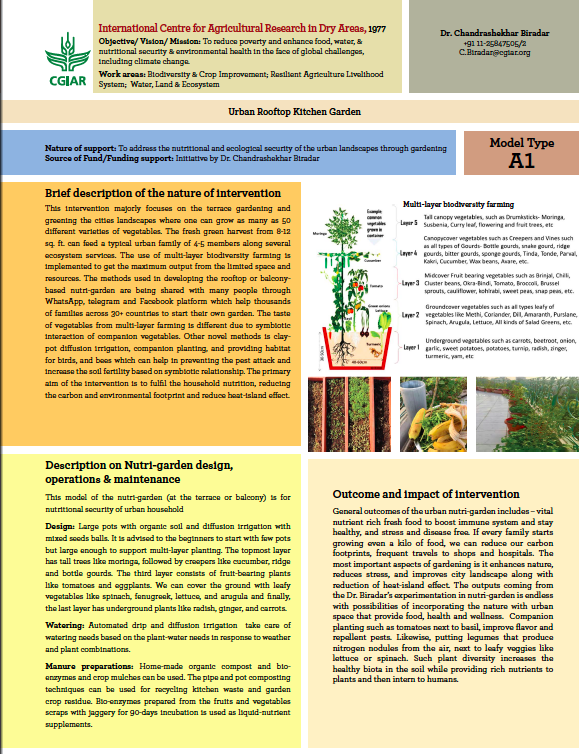 CGIAR
International Centre for Agricultural Research in Dry Areas, 1977
Objective/ Vision/ Mission: To reduce poverty and enhance food, water, &
nutritional security & environmental health in the face of global challenges,
including climate change.
Work areas: Biodiversity & Crop Improvement; Resilient Agriculture Livelihood
System; Water, Land & Ecosystem
Dr. Chandrashekhar Biradar
+91 11-25847505/2
C.Biradar@cgiar.org
Urban Rooftop Kitchen Garden
Nature of support: To address the nutritional and ecological security of the urban landscapes through gardening
Source of Fund/Funding support: Initiative by Dr. Chandrashekhar Biradar
Model Type
A1
Brief description of the nature of intervention
This intervention majorly focuses on the terrace gardening and
greening the cities landscapes where one can grow as many as 50
different varieties of vegetables. The fresh green harvest from 8-12
sq. ft. can feed a typical urban family of 4-5 members along several
ecosystem services. The use of multi-layer biodiversity farming is
implemented to get the maximum output from the limited space and
resources. The methods used in developing the rooftop or balcony-
based nutri-garden are being shared with many people through
WhatsApp, telegram and Facebook platform which help thousands
of families across 30+ countries to start their own garden. The taste
of vegetables from multi-layer farming is different due to symbiotic
interaction of companion vegetables. Other novel methods is clay-
pot diffusion irrigation, companion planting, and providing habitat
for birds, and bees which can help in preventing the pest attack and
increase the soil fertility based on symbiotic relationship. The primary
aim of the intervention is to fulfil the household nutrition, reducing
the carbon and environmental footprint and reduce heat-island effect.
Multi-layer biodiversity farming
Example
common
vegetables
grown in
container
Moringa
Cucumber
Tomato
Green onions
Lettuce
Turmeric
Layer 5
Tall canopy vegetables, such as Drumsticks- Moringa,
Susbenia, Curry leaf, flowering and fruit trees, etc
Layer 4
Canopycover vegetables such as Creepers and Vines such
as all types of Gourds- Bottle gourds, snake gourd, ridge
gourds, bitter gourds, sponge gourds, Tinda, Tonde, Parval,
Kakri, Cucumber, Wax beans, Avare, etc.
Layer 3
Midcover Fruit bearing vegetables such as Brinjal, Chilli,
Cluster beans, Okra-Bindi, Tomato, Broccoli, Brussel
sprouts, cauliflower, kohlrabi, sweet peas, snap peas, etc.
Layer 2
Groundcover vegetables such as all types leafy of
vegetables like Methi, Coriander, Dill, Amaranth, Purslane,
Spinach, Arugula, Lettuce, All kinds of Salad Greens, etc.
Layer 1
Underground vegetables such as carrots, beetroot, onion,
garlic, sweet potatoes, potatoes, turnip, radish, zinger,
turmeric, yam, etc
Description on Nutri-garden design,
operations & maintenance
This model of the nutri-garden (at the terrace or balcony) is for
nutritional security of urban household
Design: Large pots with organic soil and diffusion irrigation with
mixed seeds balls. It is advised to the beginners to start with few pots
but large enough to support multi-layer planting. The topmost layer
has tall trees like moringa, followed by creepers like cucumber, ridge
and bottle gourds. The third layer consists of fruit-bearing plants
like tomatoes and eggplants. We can cover the ground with leafy
vegetables like spinach, fenugreek, lettuce, and arugula and finally,
the last layer has underground plants like radish, ginger, and carrots.
Watering: Automated drip and diffusion irrigation take care of
watering needs based on the plant-water needs in response to weather
and plant combinations.
Manure preparations: Home-made organic compost and bio-
enzymes and crop mulches can be used. The pipe and pot composting
techniques can be used for recycling kitchen waste and garden
crop residue. Bio-enzymes prepared from the fruits and vegetables
scraps with jaggery for 90-days incubation is used as liquid-nutrient
supplements.
Outcome and impact of intervention
General outcomes of the urban nutri-garden includes – vital
nutrient rich fresh food to boost immune system and stay
healthy, and stress and disease free. If every family starts
growing even a kilo of food, we can reduce our carbon
footprints, frequent travels to shops and hospitals. The
most important aspects of gardening is it enhances nature,
reduces stress, and improves city landscape along with
reduction of heat-island effect. The outputs coming from
the Dr. Biradar's experimentation in nutri-garden is endless
with possibilities of incorporating the nature with urban
space that provide food, health and wellness. Companion
planting such as tomatoes next to basil, improve flavor and
repellent pests. Likewise, putting legumes that produce
nitrogen nodules from the air, next to leafy veggies like
lettuce or spinach. Such plant diversity increases the
healthy biota in the soil while providing rich nutrients to
plants and then intern to humans.